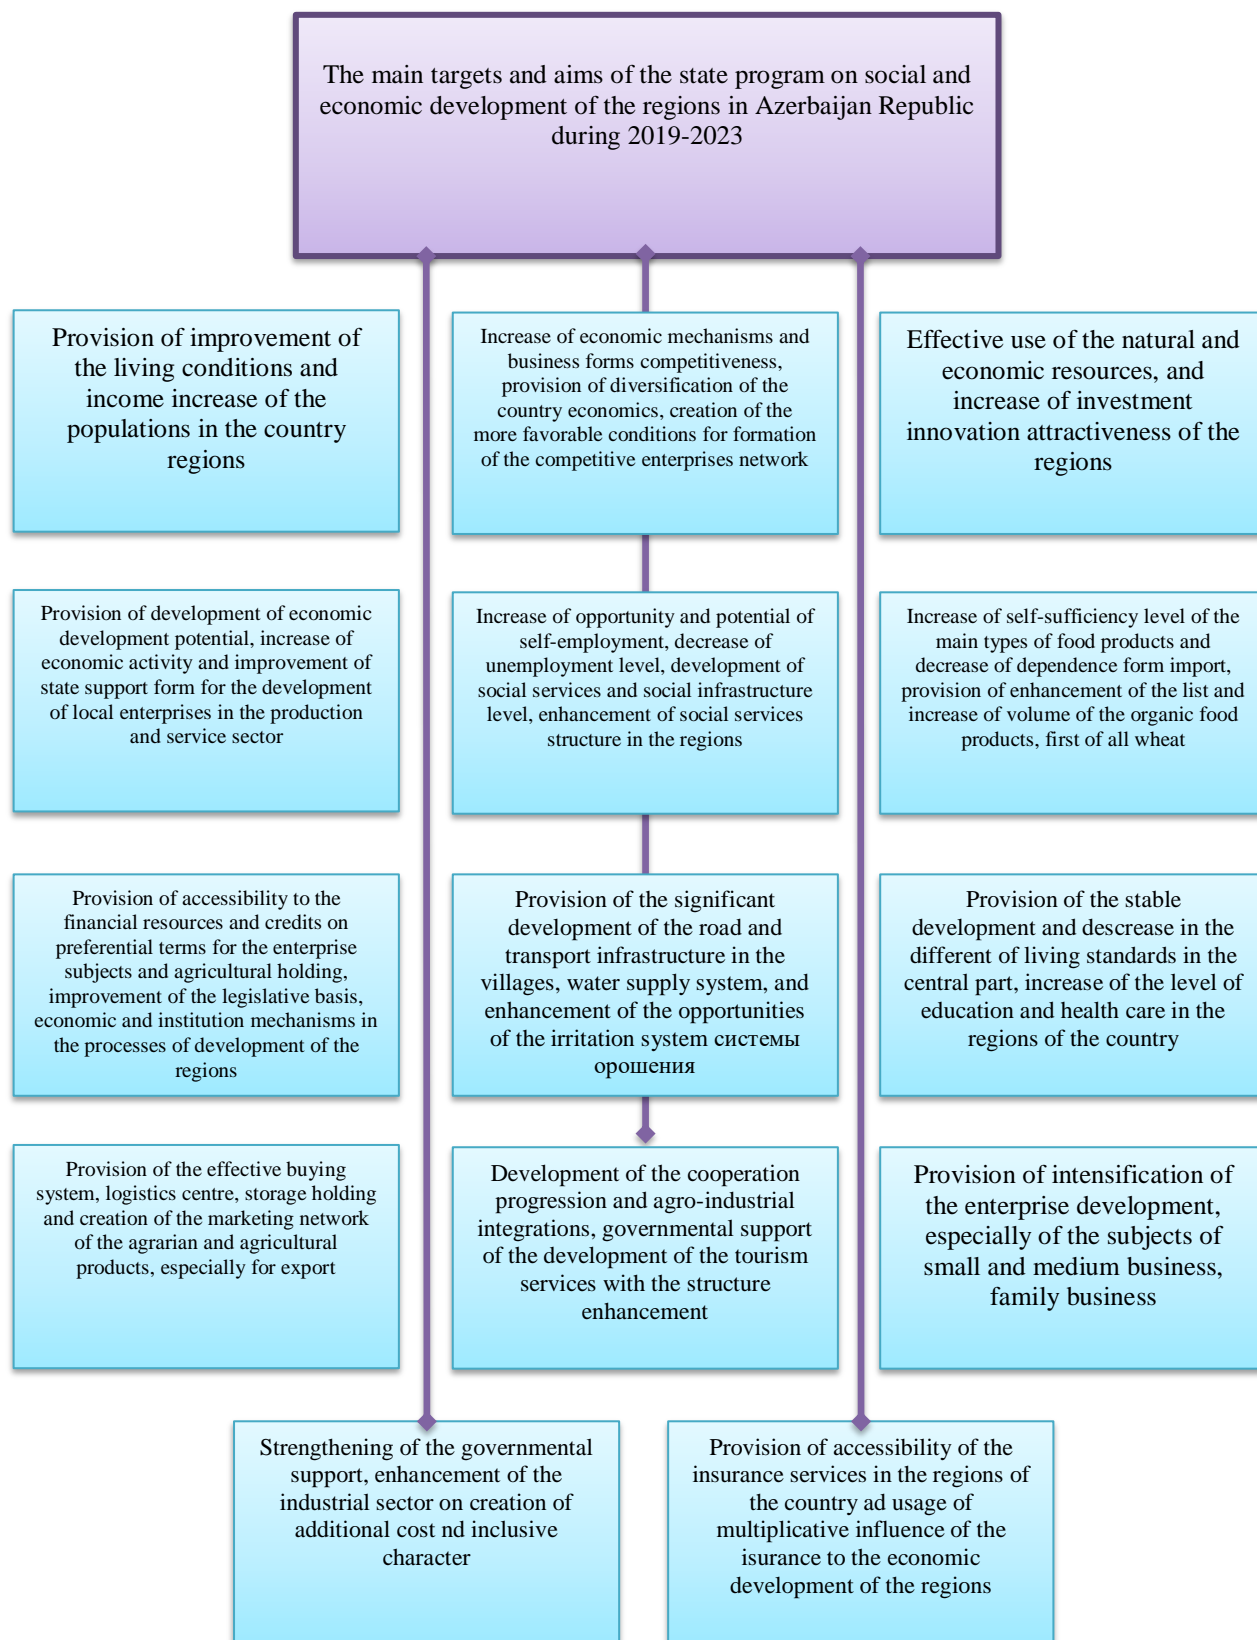 The main targets and aims of the state program on social and
economic development of the regions in Azerbaijan Republic
during 2019-2023
Provision of improvement of
the living conditions and
income increase of the
populations in the country
regions
Increase of economic mechanisms and
business forms competitiveness,
provision of diversification of the
country economics, creation of the
more favorable conditions for formation
of the competitive enterprises network
Effective use of the natural and
economic resources, and
increase of investment
innovation attractiveness of the
regions
Provision of development of economic
development potential, increase of
economic activity and improvement of
state support form for the development
of local enterprises in the production
and service sector
Increase of opportunity and potential of
self-employment, decrease of
unemployment level, development of
social services and social infrastructure
level, enhancement of social services
structure in the regions
Increase of self-sufficiency level of the
main types of food products and
decrease of dependence form import,
provision of enhancement of the list and
increase of volume of the organic food
products, first of all wheat
Provision of accessibility to the
financial resources and credits on
preferential terms for the enterprise
subjects and agricultural holding,
improvement of the legislative basis,
economic and institution mechanisms in
the processes of development of the
regions
Provision of the significant
development of the road and
transport infrastructure in the
villages, water supply system, and
enhancement of the opportunities
of the irritation system системы
орошения
Provision of the stable
development and descrease in the
different of living standards in the
central part, increase of the level of
education and health care in the
regions of the country
Provision of the effective buying
system, logistics centre, storage holding
and creation of the marketing network
of the agrarian and agricultural
products, especially for export
Development of the cooperation
progression and agro-industrial
integrations, governmental support
of the development of the tourism
services with the structure
enhancement
Provision of intensification of
the enterprise development,
especially of the subjects of
small and medium business,
family business
Strengthening of the governmental
support, enhancement of the
industrial sector on creation of
additional cost nd inclusive
character
Provision of accessibility of the
insurance services in the regions of
the country ad usage of
multiplicative influence of the
isurance to the economic
development of the regions